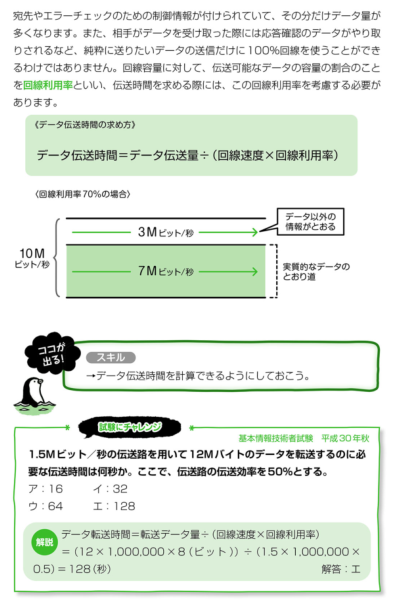 宛先やエラーチェックのための制御情報が付けられていて、その分だけデータ量が
多くなります。また、相手がデータを受け取った際には応答確認のデータがやり取
りされるなど、純粋に送りたいデータの送信だけに100%回線を使うことができ
るわけではありません。回線容量に対して、伝送可能なデータの容量の割合のこと
を回線利用率といい、伝送時間を求める際には、この回線利用率を考慮する必要が
あります。
《データ伝送時間の求め方》
データ伝送時間=データ伝送量÷(回線速度×回線利用率)
〈回線利用率70%の場合〉
データ以外の
情報がとおる
3Mビット/秒
10M
ビット/秒
7Mビット/秒
実質的なデータの
とおり道
ココが
出る!
スキル
→データ伝送時間を計算できるようにしておこう。
試験にチャレンジ
基本情報技術者試験 平成30年秋
1.5Mビット/秒の伝送路を用いて12Mバイトのデータを転送するのに必
要な伝送時間は何秒か。ここで、伝送路の伝送効率を50%とする。
ア:16 イ:32
ウ:64 エ:128
解説
データ転送時間=転送データ量÷(回線速度×回線利用率)
=(12×1,000,000×8(ビット))÷(1.5×1,000,000×
0.5)=128(秒) 解答:エ